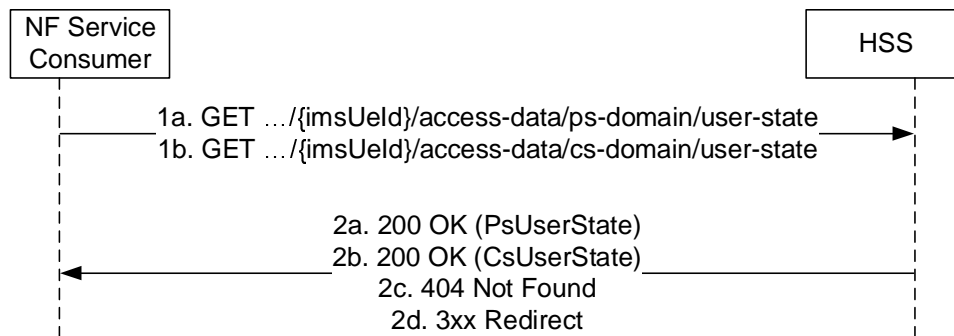 NF Service
Consumer
HSS
1a. GET …/{imsUeId}/access-data/ps-domain/user-state
1b. GET …/{imsUeId}/access-data/cs-domain/user-state
2a. 200 OK (PsUserState)
2b. 200 OK (CsUserState)
2c. 404 Not Found
2d. 3xx Redirect